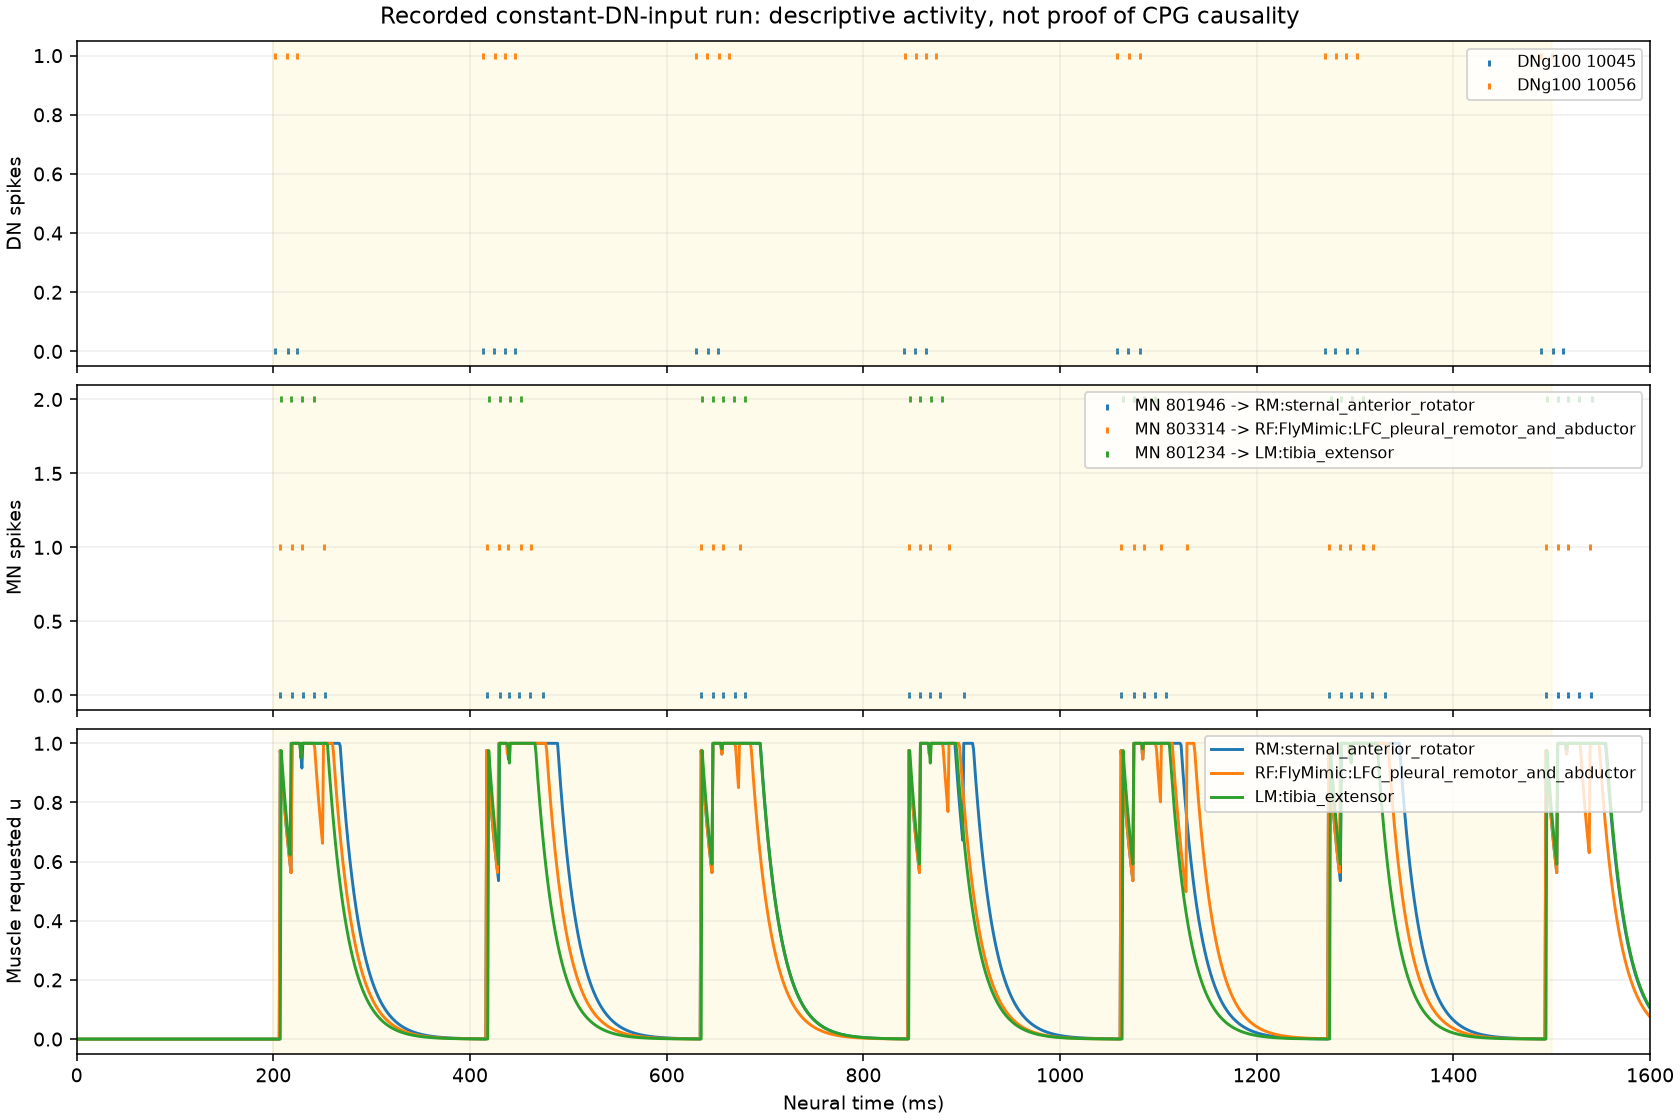 Recorded constant-DN-input run: descriptive activity, not proof of CPG causality
DN spikes
1.0
0.8
0.6
0.4
0.2
0.0
DNg100 10045
DNg100 10056
MN spikes
2.0
1.5
1.0
0.5
0.0
MN 801946 -> RM:sternal_anterior_rotator
MN 803314 -> RF:FlyMimic:LFC_pleural_remotor_and_abductor
MN 801234 -> LM:tibia_extensor
Muscle requested u
1.0
0.8
0.6
0.4
0.2
0.0
RM:sternal_anterior_rotator
RF:FlyMimic:LFC_pleural_remotor_and_abductor
LM:tibia_extensor
0 200 400 600 800 1000 1200 1400 1600
Neural time (ms)